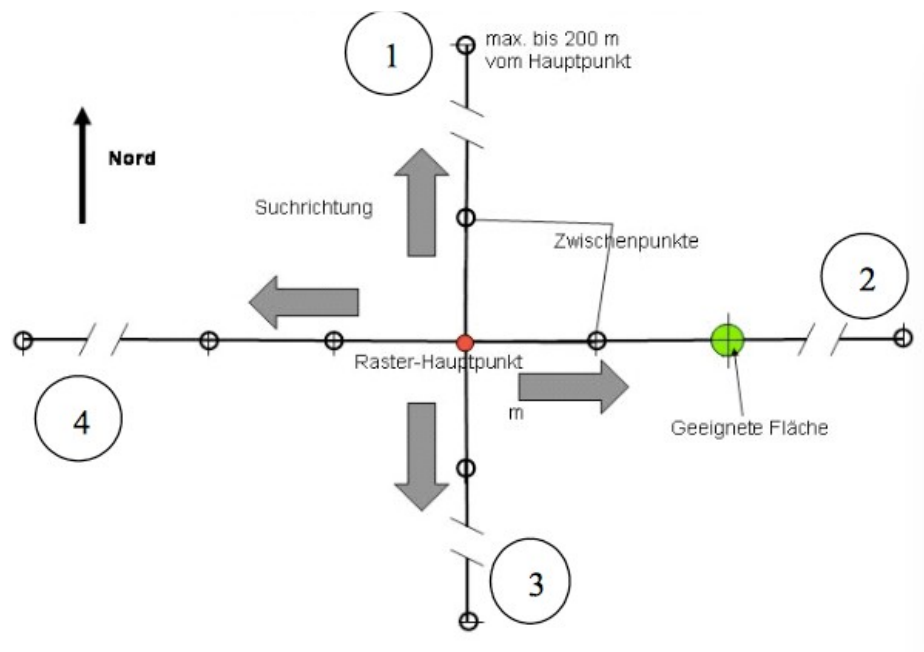 1
max. bis 200 m
vom Hauptpunkt
Nord
Suchrichtung
Zwischenpunkte
2
Raster-Hauptpunkt
m
4
Geeignete Fläche
3